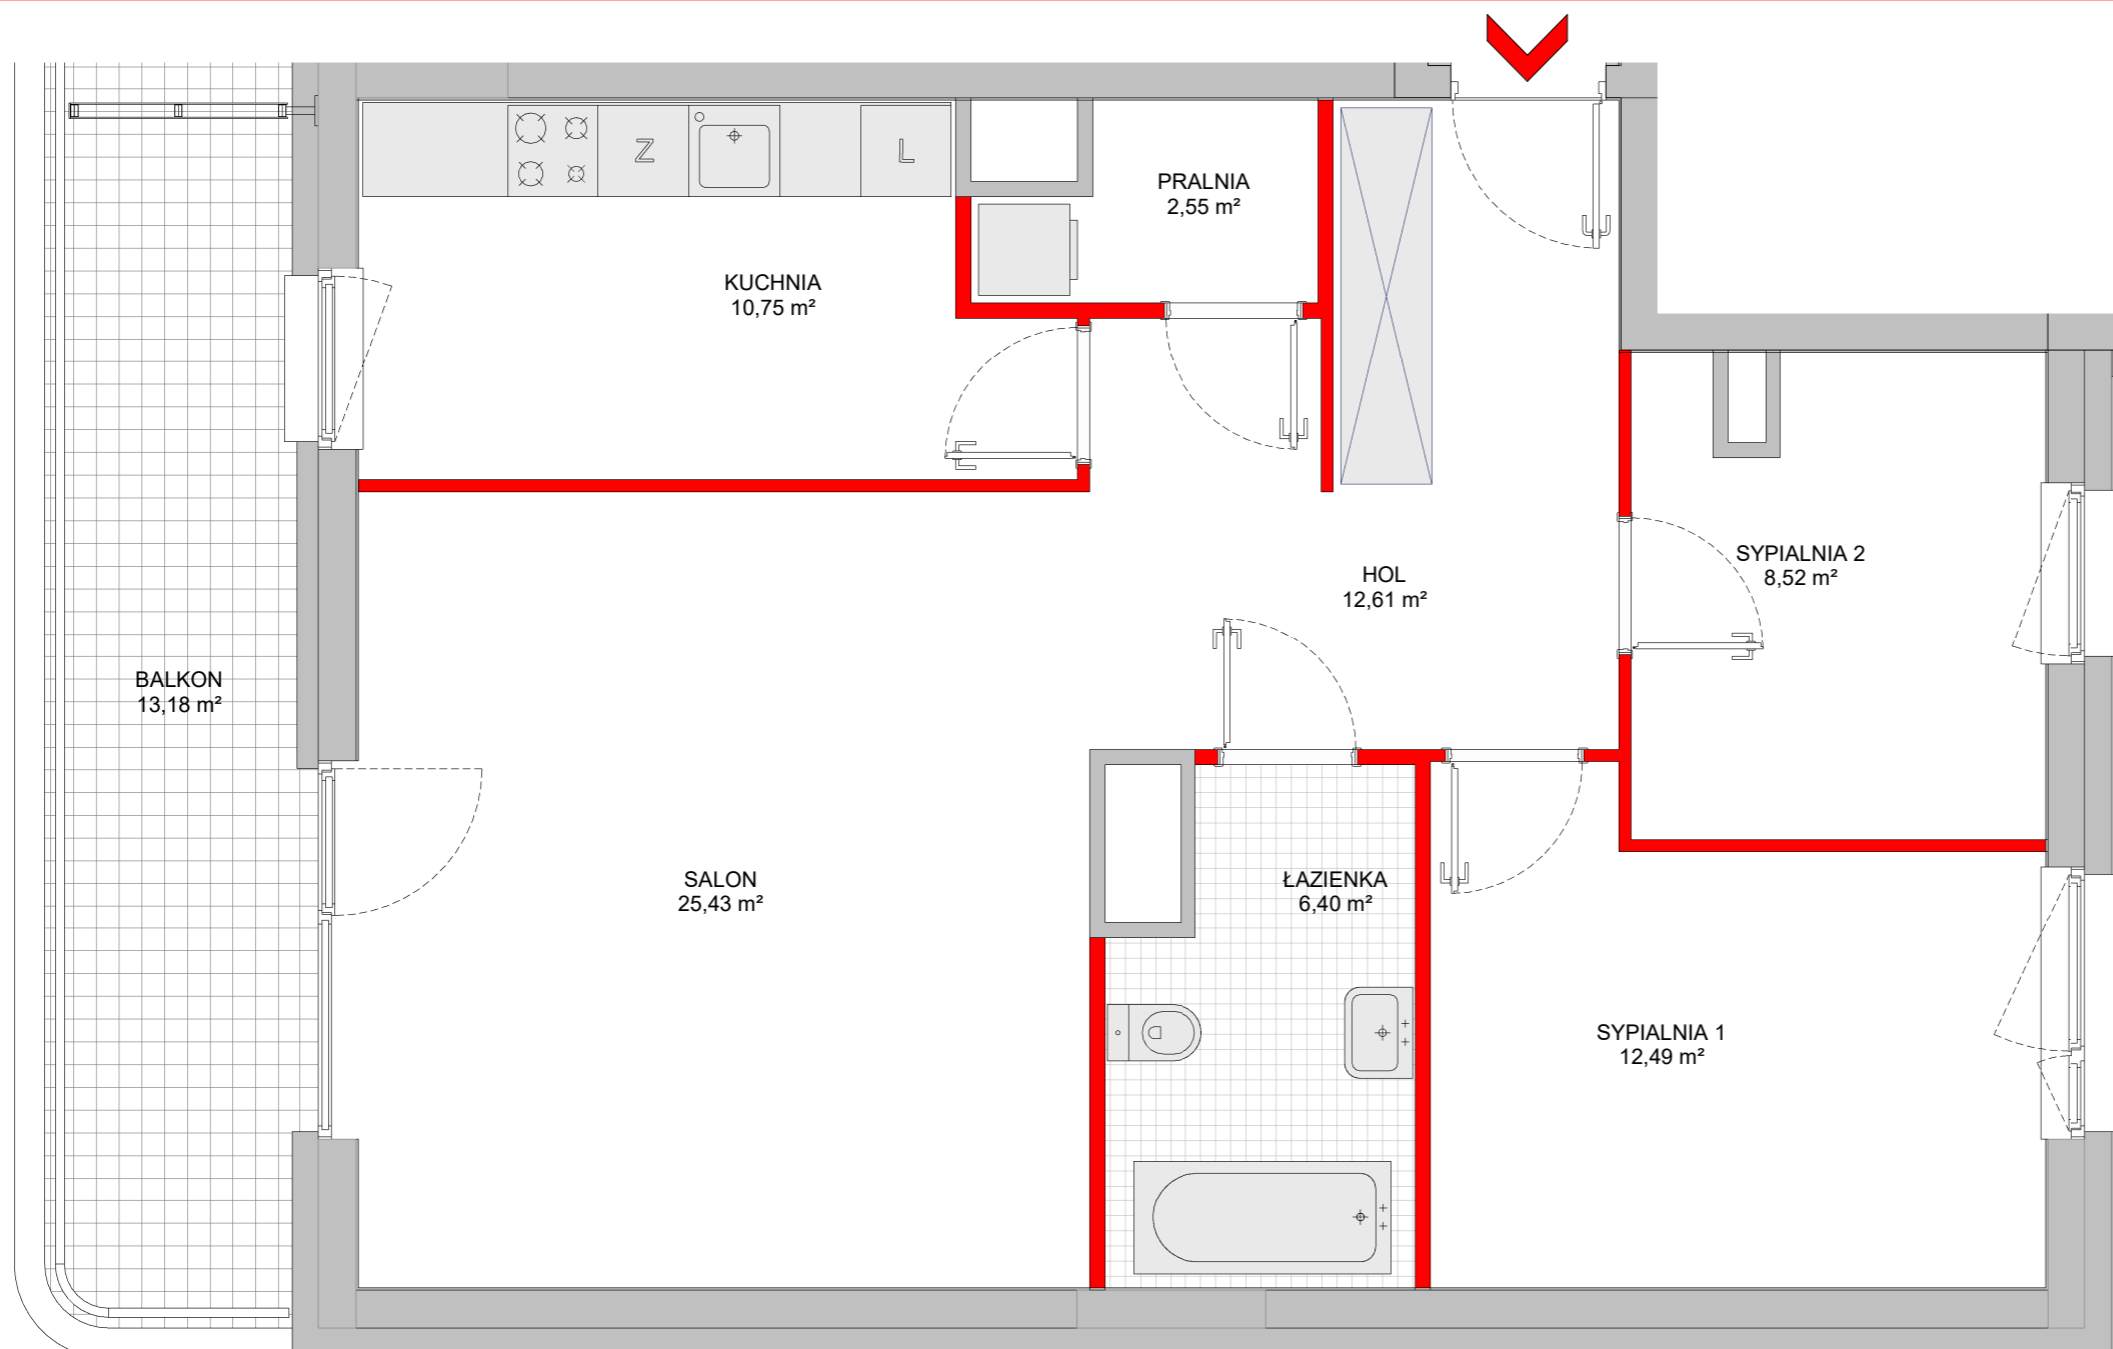 Z
L
PRALNIA
2,55 m²
KUCHNIA
10,75 m²
SYPIALNIA 2
8,52 m²
HOL
12,61 m²
BALKON
13,18 m²
SALON
25,43 m²
ŁAZIENKA
6,40 m²
SYPIALNIA 1
12,49 m²